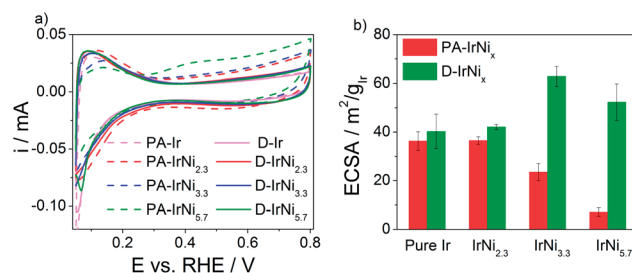 a)
0.05
0.00
-0.05
-0.10
i / mA
PA-Ir
D-Ir
PA-IrNi2.3
D-IrNi2.3
PA-IrNi3.3
D-IrNi3.3
PA-IrNi5.7
D-IrNi5.7
0.2
0.4
0.6
0.8
E vs. RHE / V
b)
PA-IrNix
D-IrNix
80
60
40
20
0
ECSA / m²/gIr
Pure Ir
IrNi2.3
IrNi3.3
IrNi5.7